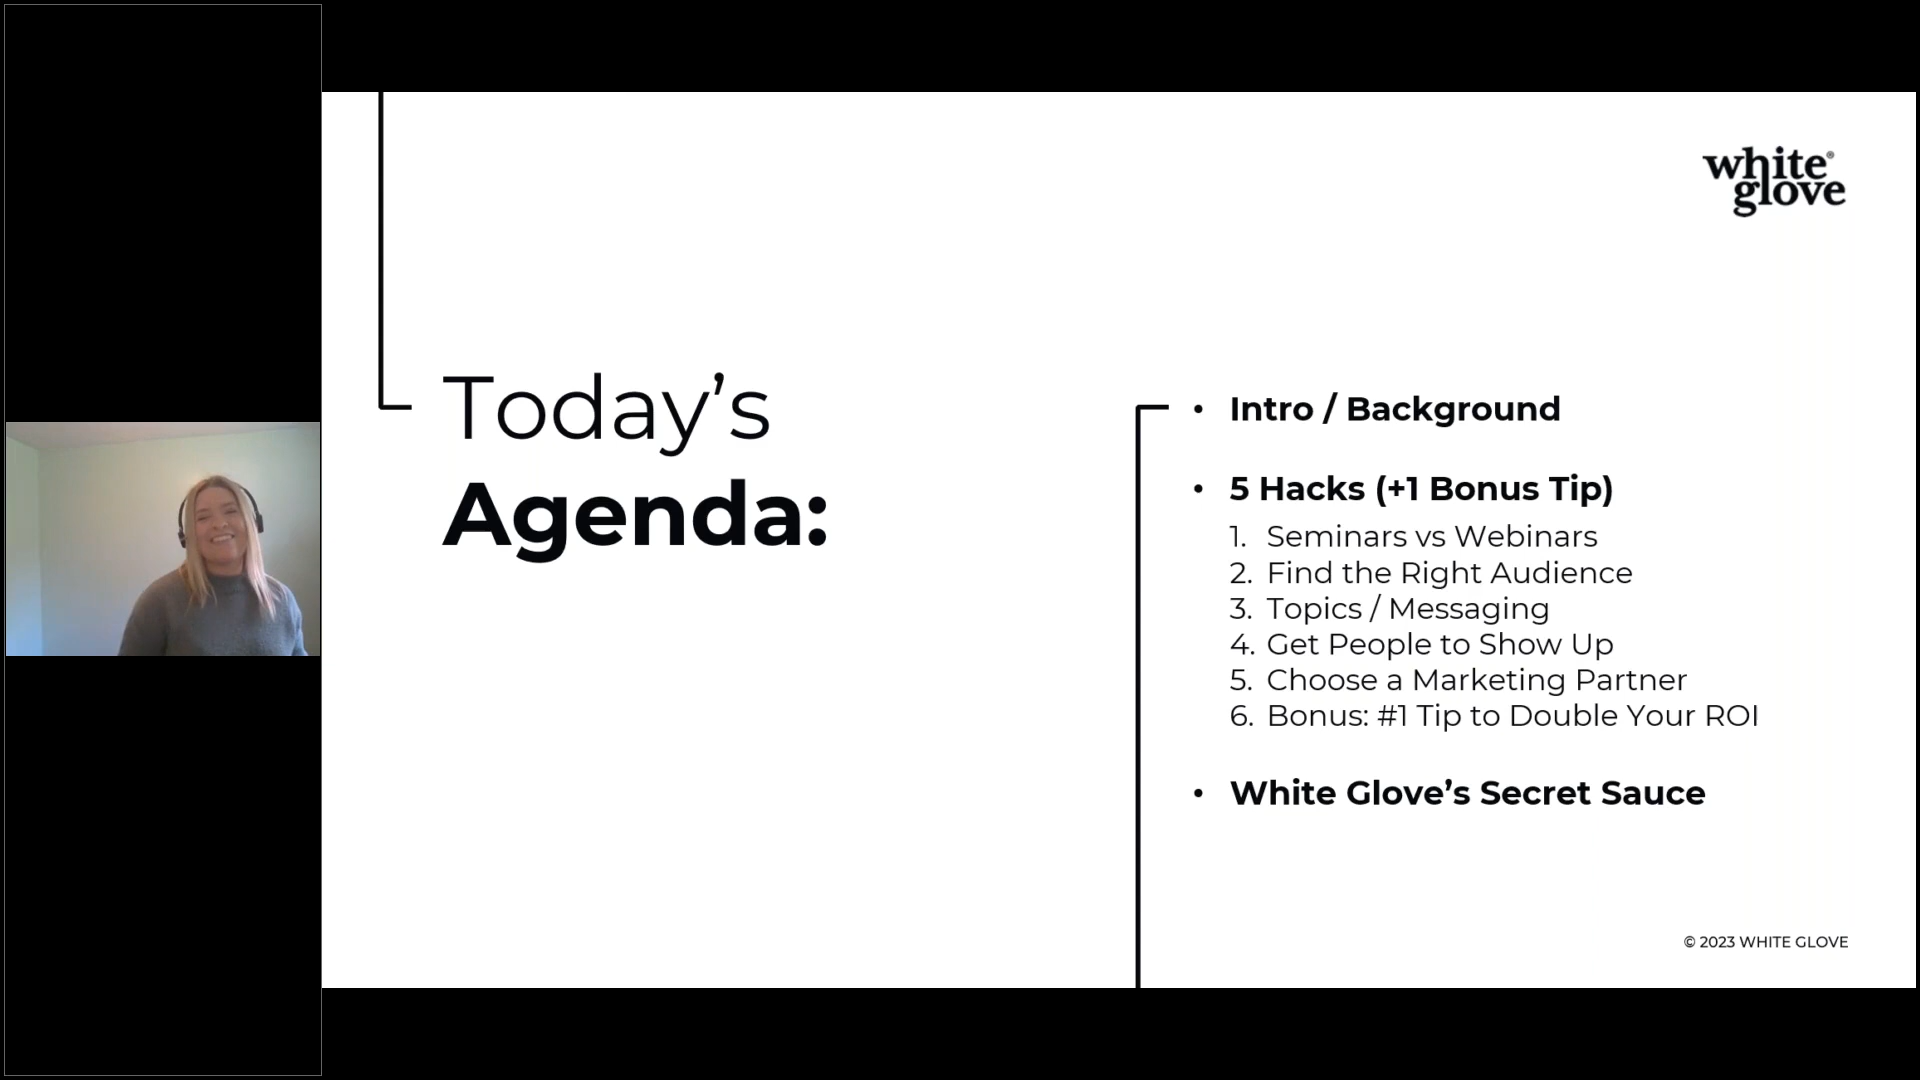 white®
glove
Today’s
Agenda:
• Intro / Background
• 5 Hacks (+1 Bonus Tip)
1. Seminars vs Webinars
2. Find the Right Audience
3. Topics / Messaging
4. Get People to Show Up
5. Choose a Marketing Partner
6. Bonus: #1 Tip to Double Your ROI
• White Glove’s Secret Sauce
© 2023 WHITE GLOVE